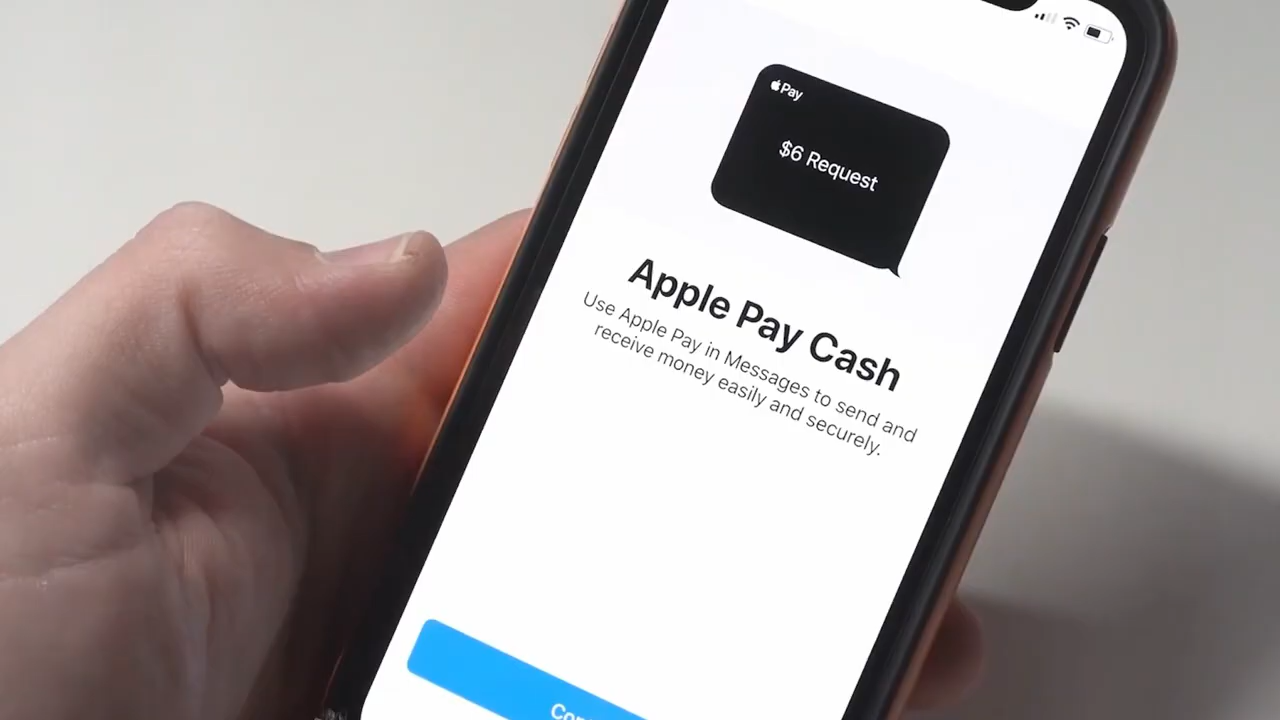 Pay
$6 Request
Apple Pay Cash
Use Apple Pay in Messages to send and
receive money easily and securely.